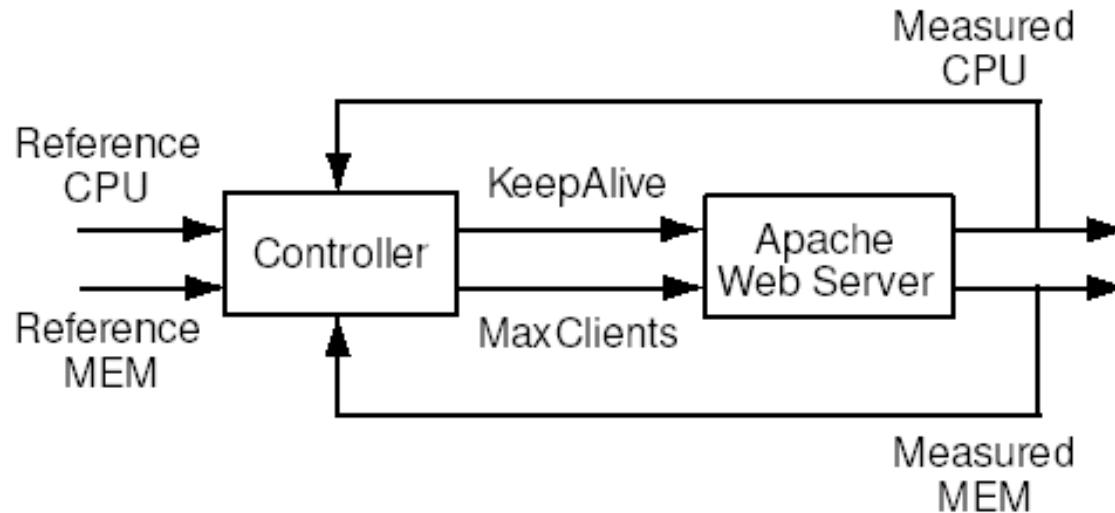 Measured
CPU
Reference
CPU
KeepAlive
Controller
Apache
Web Server
Reference
MEM
MaxClients
Measured
MEM